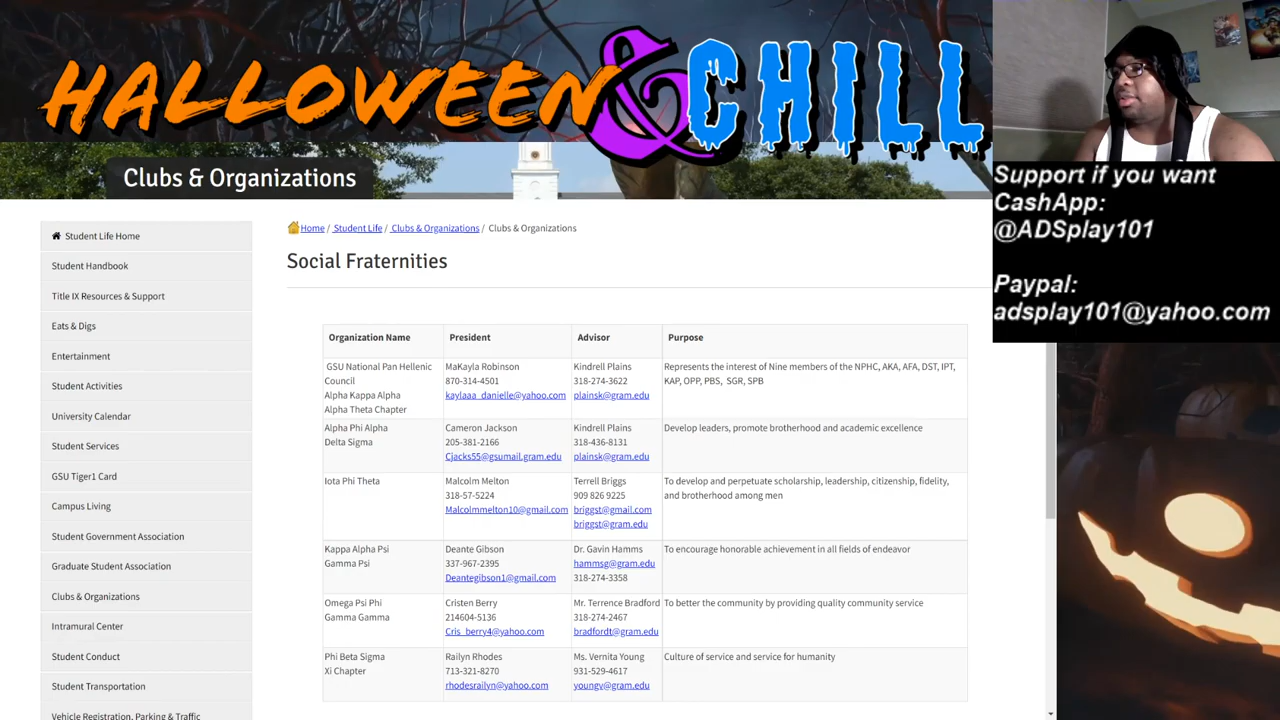 HALLOWEEN & CHILL
Clubs & Organizations
Support if you want
CashApp:
@ADSplay101
Paypal:
adsplay101@yahoo.com
Student Life Home
Student Handbook
Title IX Resources & Support
Eats & Digs
Entertainment
Student Activities
University Calendar
Student Services
GSU Tiger1 Card
Campus Living
Student Government Association
Graduate Student Association
Clubs & Organizations
Intramural Center
Student Conduct
Student Transportation
Vehicle Registration, Parking & Traffic
Home / Student Life / Clubs & Organizations / Clubs & Organizations
Social Fraternities
Organization Name President Advisor Purpose
GSU National Pan Hellenic MaKayla Robinson Kindrell Plains Represents the interest of Nine members of the NPHC, AKA, AFA, DST, IPT,
Council 870-314-4501 318-274-3622 KAP, OPP, PBS, SGR, SPB
Alpha Kappa Alpha kaylaaa_danielle@yahoo.com plainsk@gram.edu
Alpha Theta Chapter
Alpha Phi Alpha Cameron Jackson Kindrell Plains Develop leaders, promote brotherhood and academic excellence
Delta Sigma 205-381-2166 318-436-8131
Cjacks55@gsumail.gram.edu plainsk@gram.edu
Iota Phi Theta Malcolm Melton Terrell Briggs To develop and perpetuate scholarship, leadership, citizenship, fidelity,
318-57-5224 909 826 9225 and brotherhood among men
Malcolmmelton10@gmail.com briggst@gmail.com
briggst@gram.edu
Kappa Alpha Psi Deante Gibson Dr. Gavin Hamms To encourage honorable achievement in all fields of endeavor
Gamma Psi 337-967-2395 hammsg@gram.edu
Deantegibson1@gmail.com 318-274-3358
Omega Psi Phi Cristen Berry Mr. Terrence Bradford To better the community by providing quality community service
Gamma Gamma 214604-5136 318-274-2467
Cris_berry4@yahoo.com bradfordt@gram.edu
Phi Beta Sigma Railyn Rhodes Ms. Vernita Young Culture of service and service for humanity
Xi Chapter 713-321-8270 931-529-4617
rhodesrailyn@yahoo.com youngv@gram.edu